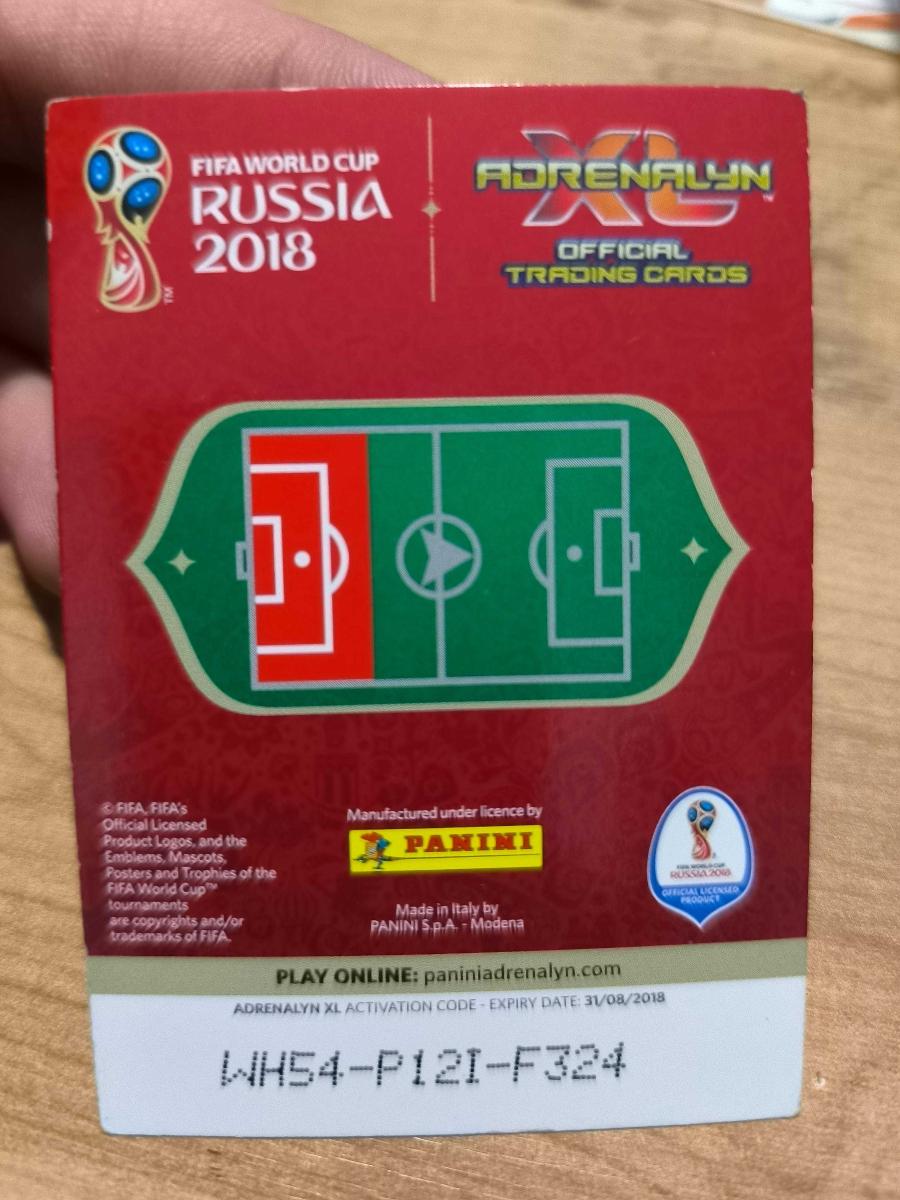 FIFA WORLD CUP
RUSSIA
2018
TM
ADRENALYN
XL
TM
OFFICIAL
TRADING CARDS
© FIFA, FIFA's
Official Licensed
Product Logos, and the
Emblems, Mascots,
Posters and Trophies of the
FIFA World Cup™
tournaments
are copyrights and/or
trademarks of FIFA.
Manufactured under licence by
PANINI
Made in Italy by
PANINI S.p.A. - Modena
FIFA WORLD CUP
RUSSIA 2018
OFFICIAL LICENSED
PRODUCT
PLAY ONLINE: paniniadrenalyn.com
ADRENALYN XL ACTIVATION CODE - EXPIRY DATE: 31/08/2018
WH54-P12I-F324